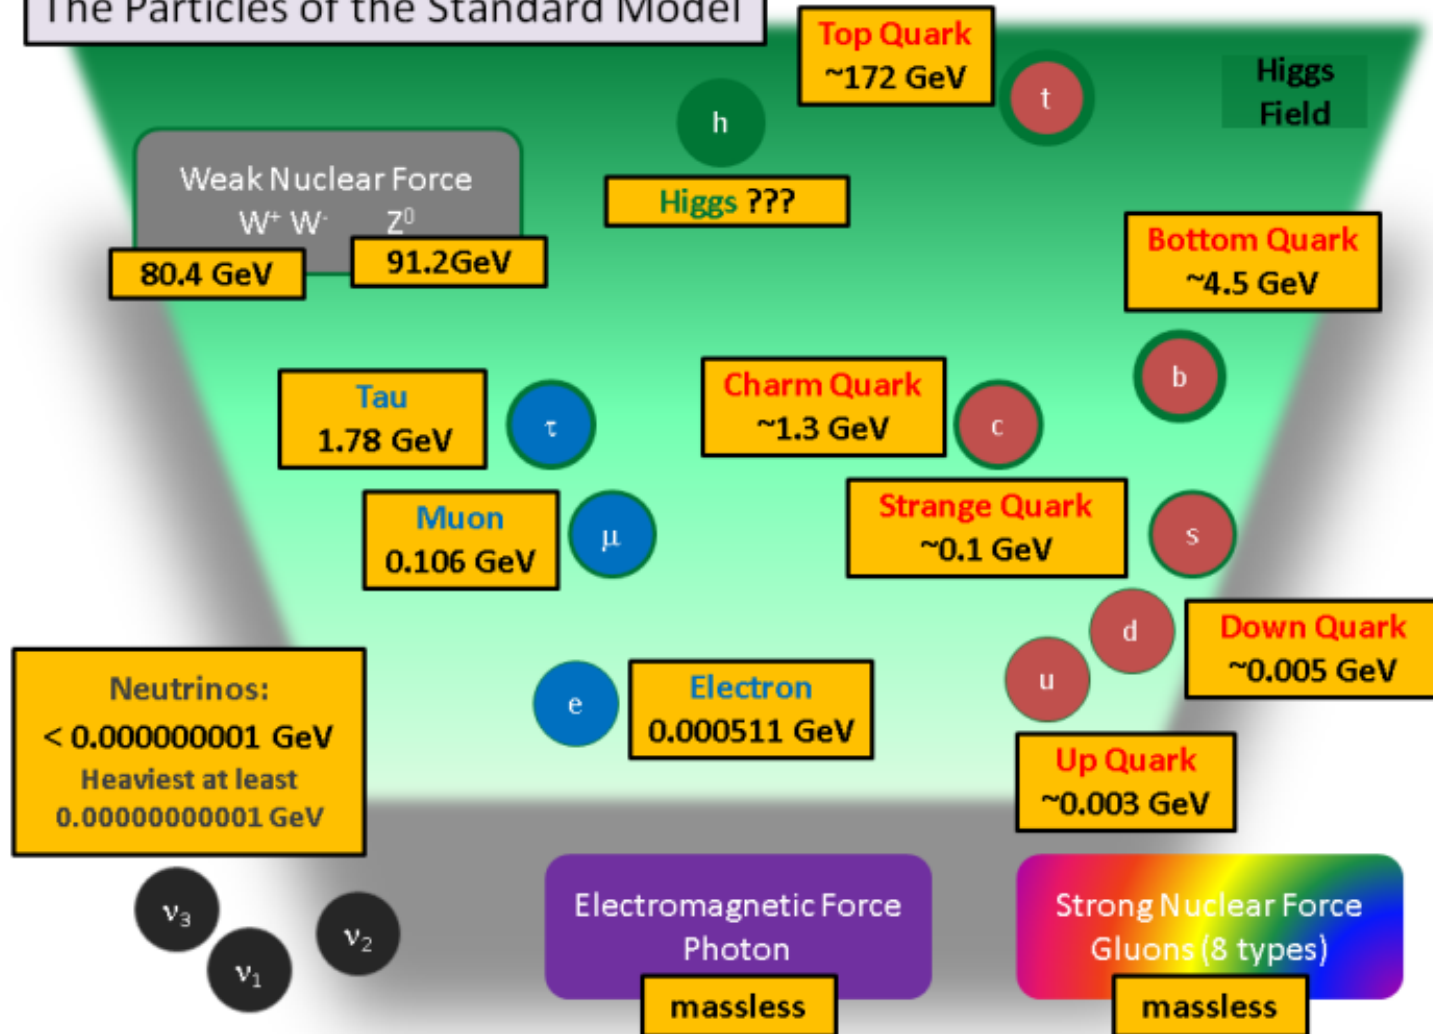 The Particles of the Standard Model
Top Quark
~172 GeV
t
Higgs
Field
h
Higgs ???
Weak Nuclear Force
W⁺ W⁻ Z⁰
80.4 GeV
91.2GeV
Bottom Quark
~4.5 GeV
b
Tau
1.78 GeV
τ
Charm Quark
~1.3 GeV
c
Muon
0.106 GeV
μ
Strange Quark
~0.1 GeV
s
d
Down Quark
~0.005 GeV
u
Up Quark
~0.003 GeV
e
Electron
0.000511 GeV
Neutrinos:
< 0.000000001 GeV
Heaviest at least
0.00000000001 GeV
ν₃
ν₁
ν₂
Electromagnetic Force
Photon
massless
Strong Nuclear Force
Gluons (8 types)
massless